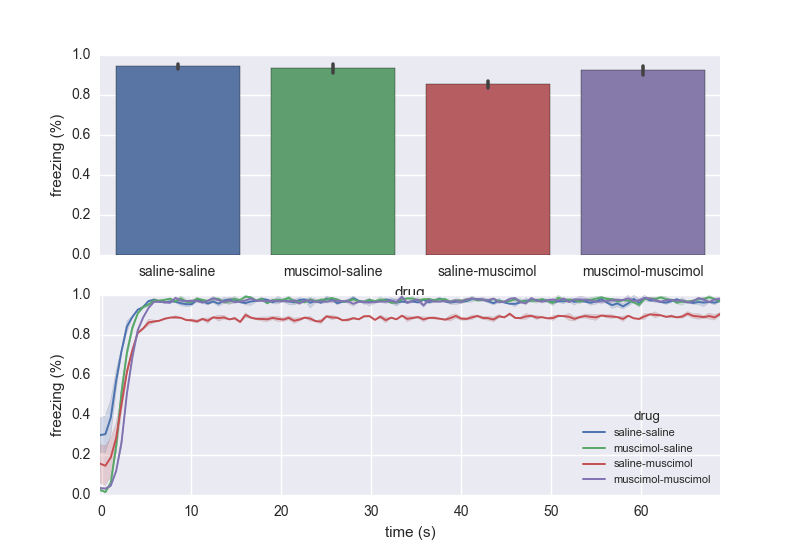 1.0
0.8
0.6
0.4
0.2
0.0
freezing (%)
saline-saline muscimol-saline saline-muscimol muscimol-muscimol
drug
1.0
0.8
0.6
0.4
0.2
0.0
freezing (%)
drug
saline-saline
muscimol-saline
saline-muscimol
muscimol-muscimol
0 10 20 30 40 50 60
time (s)